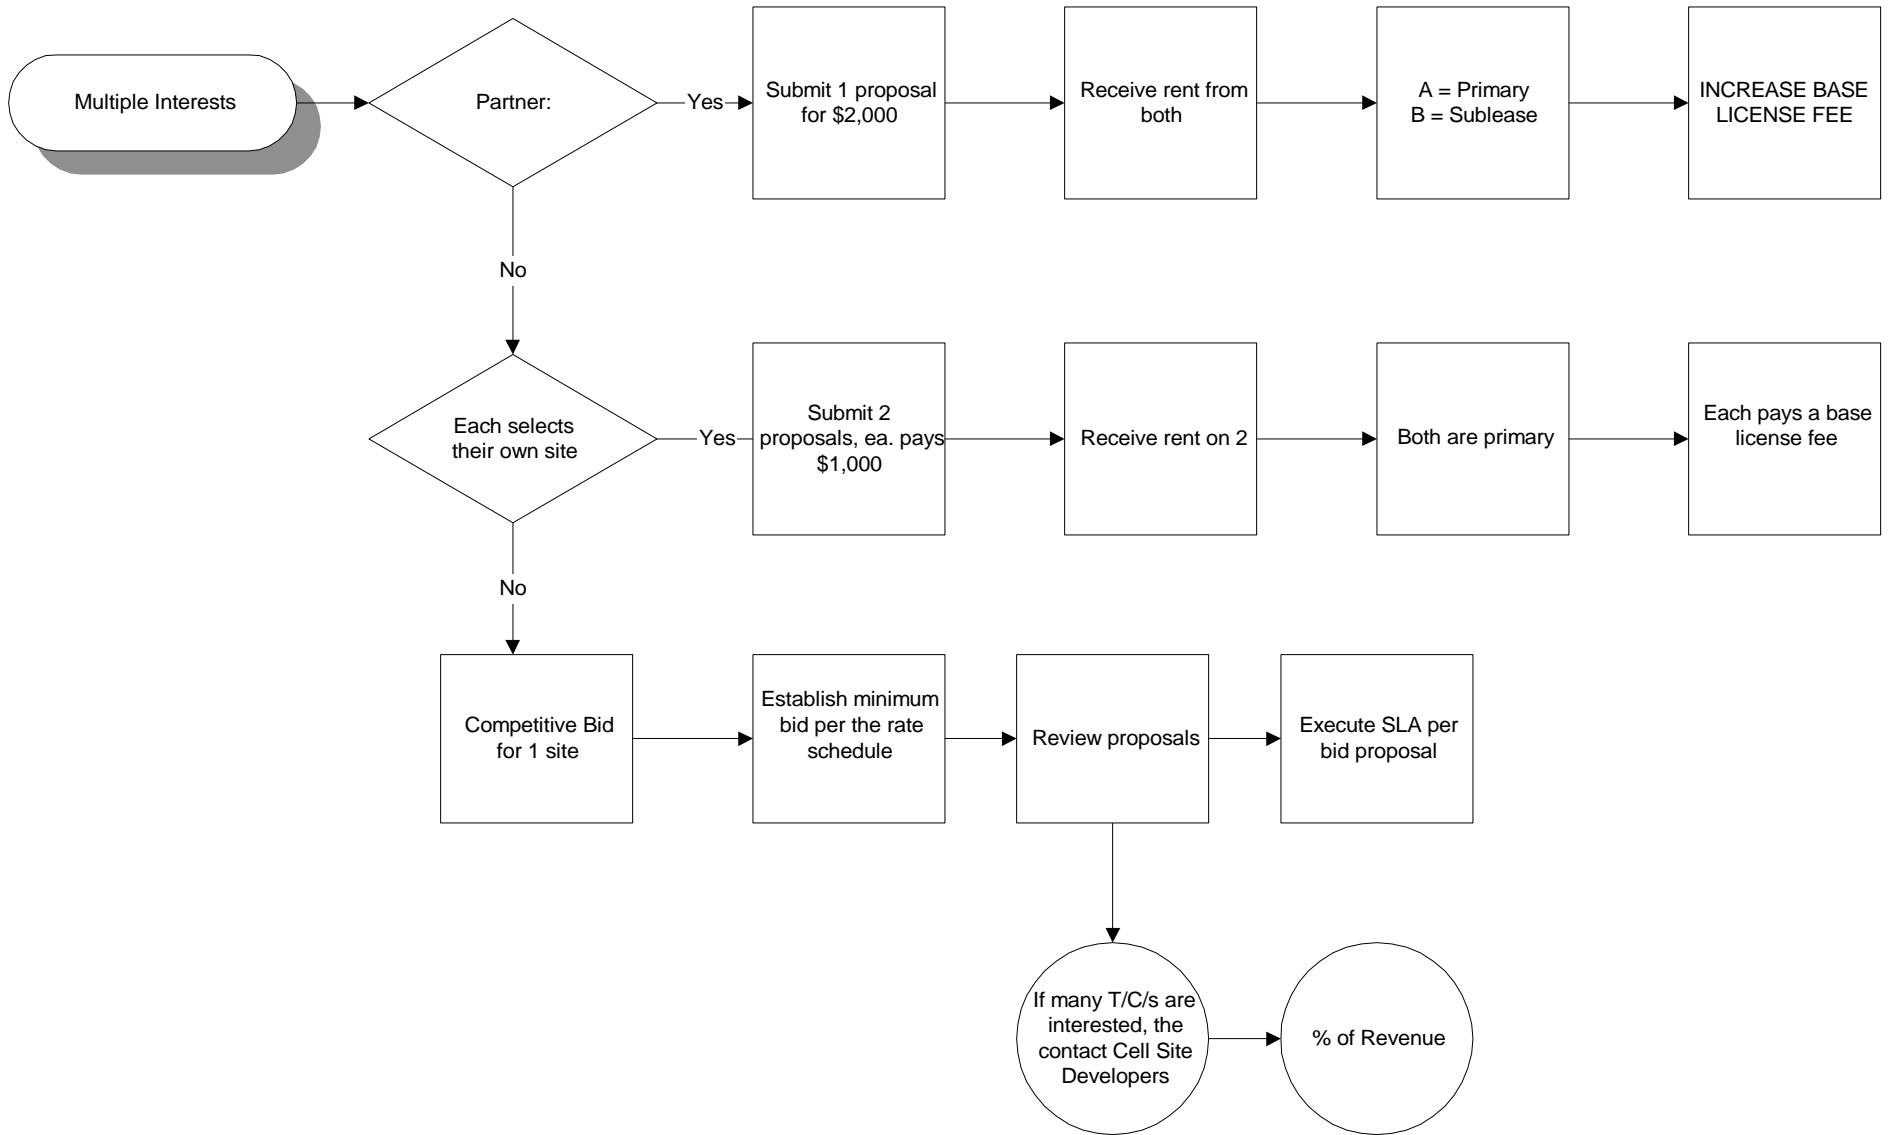 Multiple Interests
Partner:
Yes
Submit 1 proposal
for $2,000
Receive rent from
both
A = Primary
B = Sublease
INCREASE BASE
LICENSE FEE
No
Each selects
their own site
Yes
Submit 2
proposals, ea. pays
$1,000
Receive rent on 2
Both are primary
Each pays a base
license fee
No
Competitive Bid
for 1 site
Establish minimum
bid per the rate
schedule
Review proposals
Execute SLA per
bid proposal
If many T/C/s are
interested, the
contact Cell Site
Developers
% of Revenue